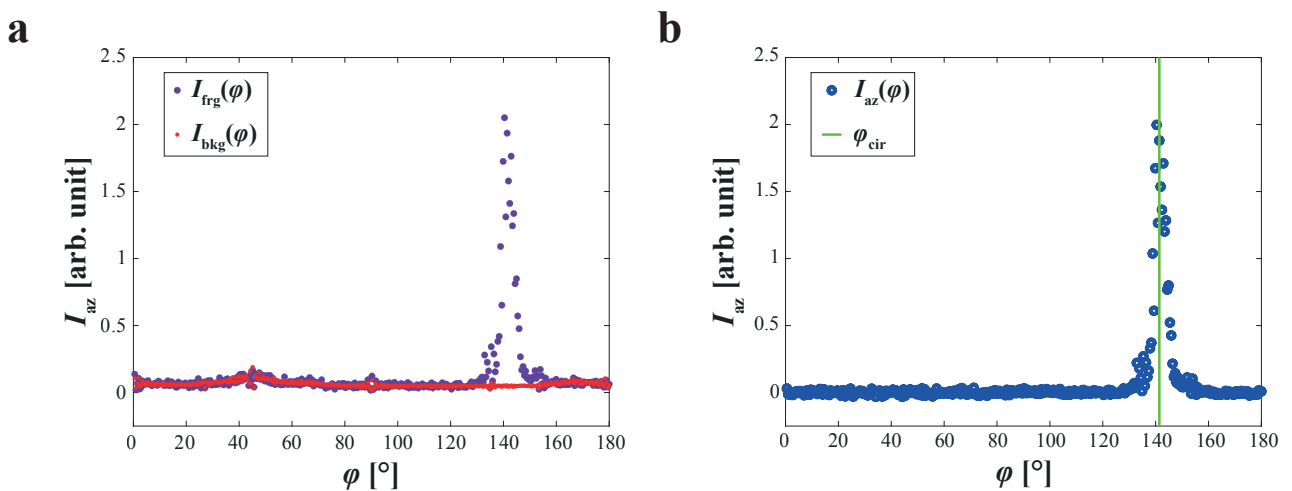 a
I_az [arb. unit]
2.5
2
1.5
1
0.5
0
I_frg(φ)
I_bkg(φ)
0 20 40 60 80 100 120 140 160 180
φ [°]
b
I_az [arb. unit]
2.5
2
1.5
1
0.5
0
I_az(φ)
φ_cir
0 20 40 60 80 100 120 140 160 180
φ [°]